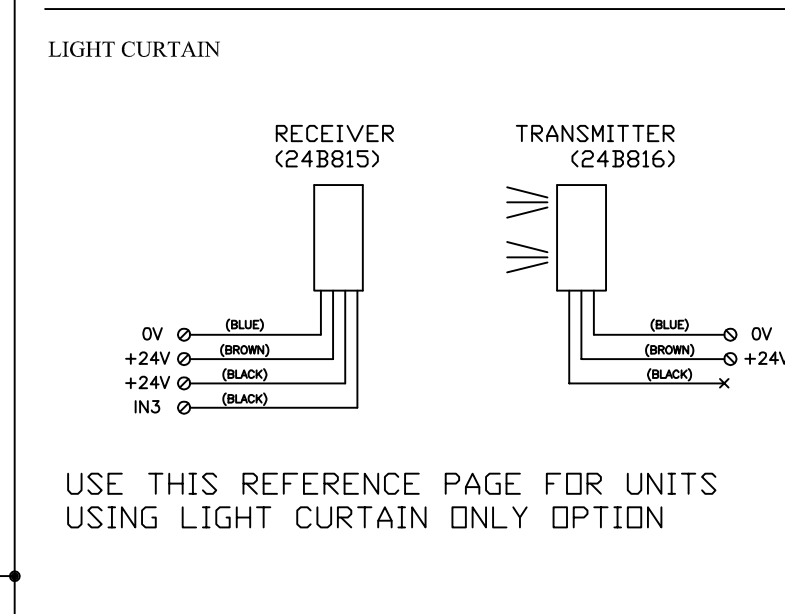 LIGHT CURTAIN
RECEIVER
(24B815)
TRANSMITTER
(24B816)
0V (BLUE)
+24V (BROWN)
+24V (BLACK)
IN3 (BLACK)
(BLUE) 0V
(BROWN) +24V
(BLACK)
USE THIS REFERENCE PAGE FOR UNITS
USING LIGHT CURTAIN ONLY OPTION